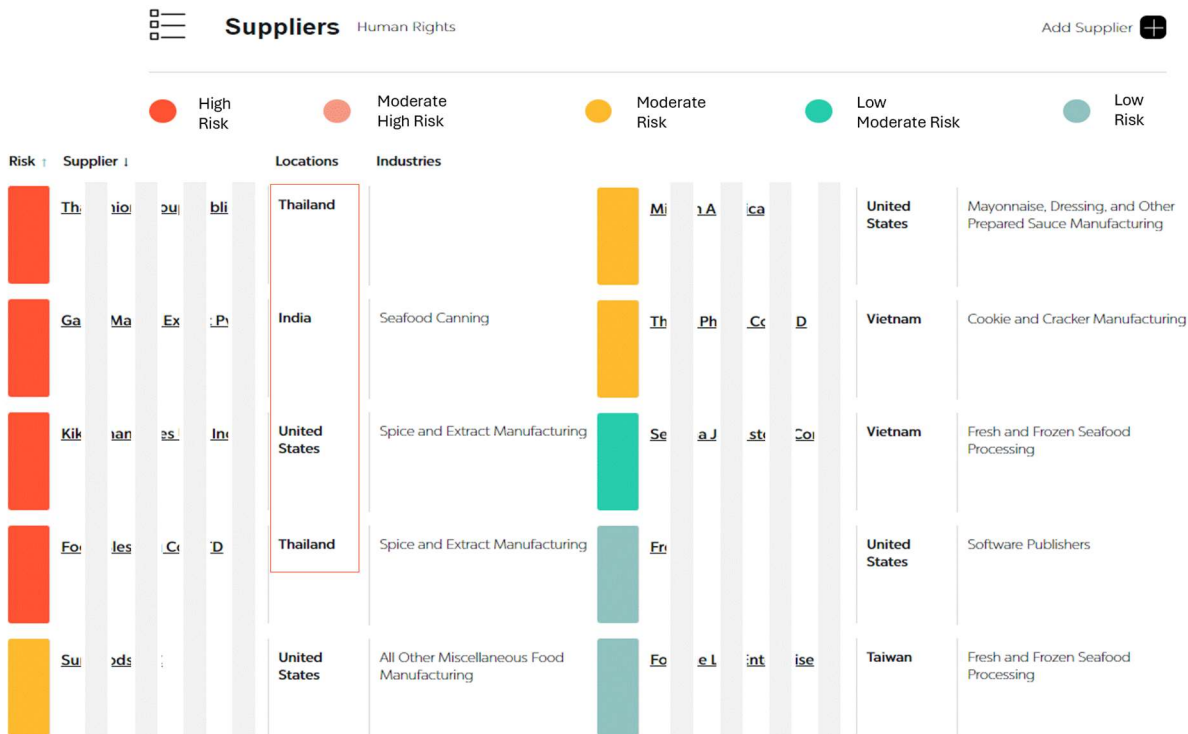 Suppliers Human Rights
Add Supplier
High
Risk
Moderate
High Risk
Moderate
Risk
Low
Moderate Risk
Low
Risk
Risk ↑ Supplier ↓ Locations Industries
Thailand
India
Seafood Canning
United
States
Spice and Extract Manufacturing
Thailand
Spice and Extract Manufacturing
United
States
All Other Miscellaneous Food
Manufacturing
United
States
Mayonnaise, Dressing, and Other
Prepared Sauce Manufacturing
Vietnam
Cookie and Cracker Manufacturing
Vietnam
Fresh and Frozen Seafood
Processing
United
States
Software Publishers
Taiwan
Fresh and Frozen Seafood
Processing